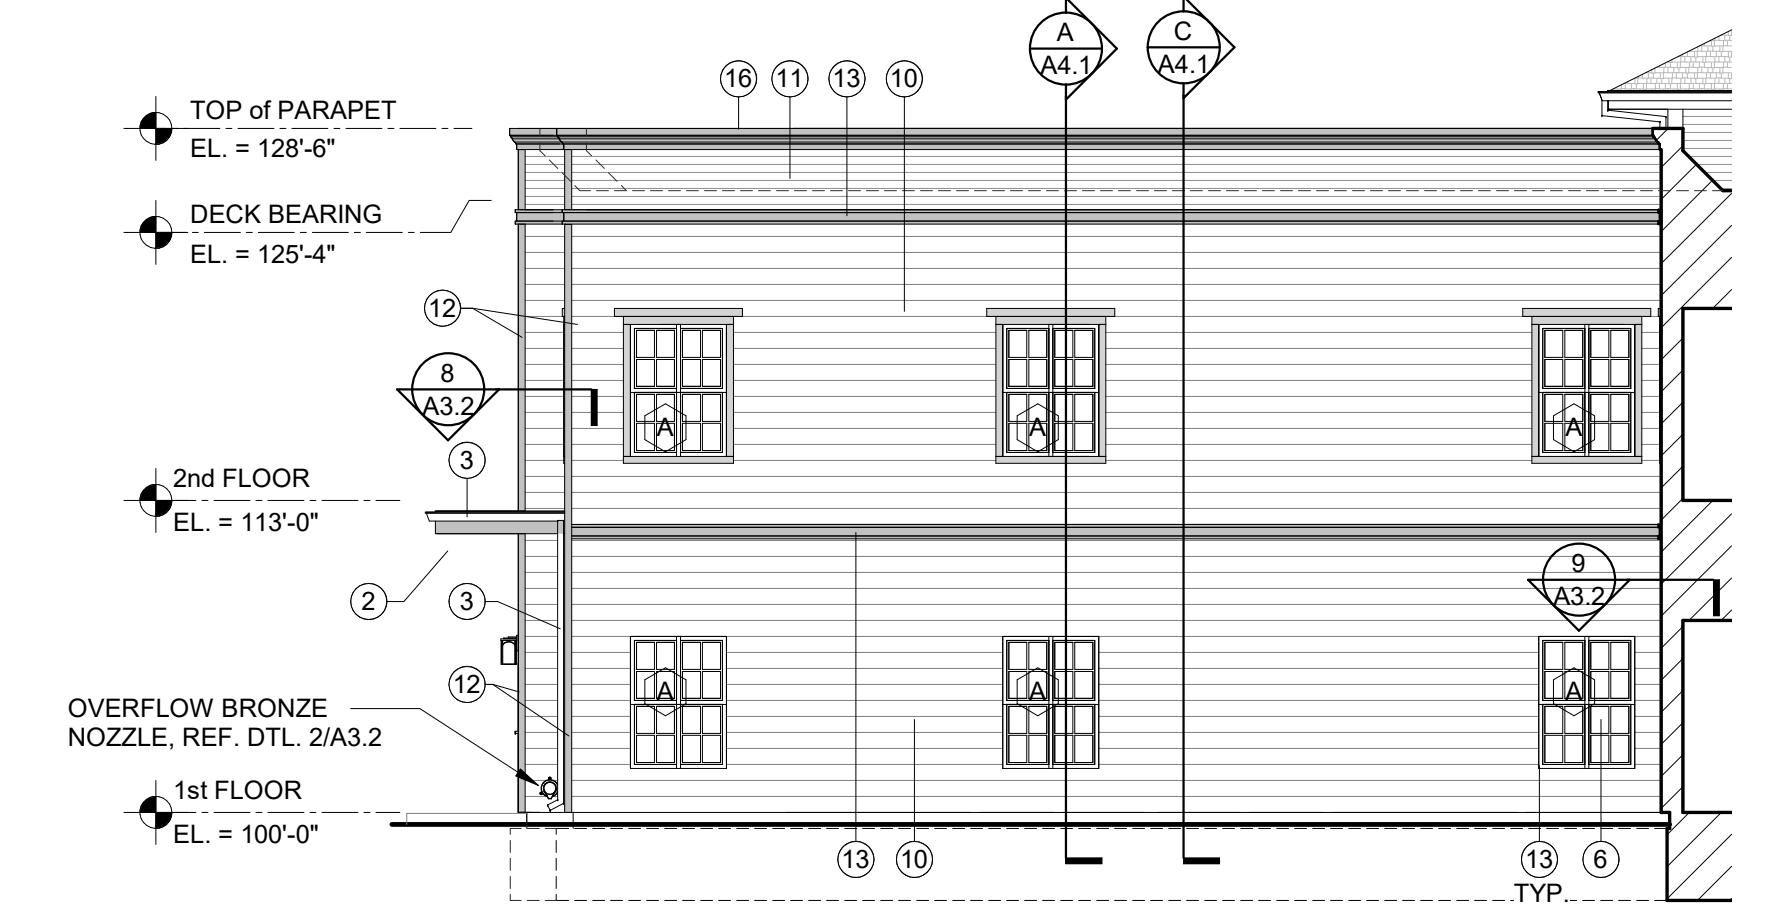 A
A4.1
C
A4.1
16
11
13
10
TOP of PARAPET
EL. = 128'-6"
DECK BEARING
EL. = 125'-4"
12
8
A3.2
A
A
A
3
2nd FLOOR
EL. = 113'-0"
9
A3.2
2
3
12
A
A
A
OVERFLOW BRONZE
NOZZLE, REF. DTL. 2/A3.2
1st FLOOR
EL. = 100'-0"
13
10
13
6
TYP.